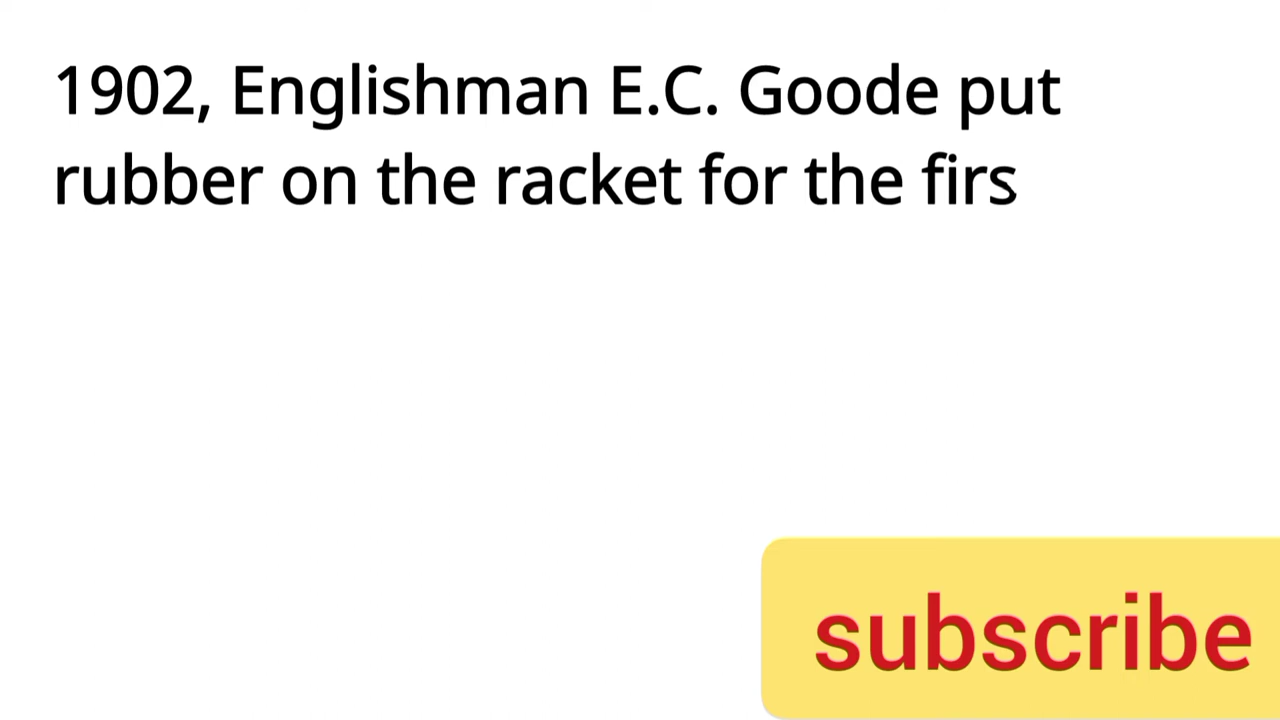 1902, Englishman E.C. Goode put
rubber on the racket for the firs
subscribe